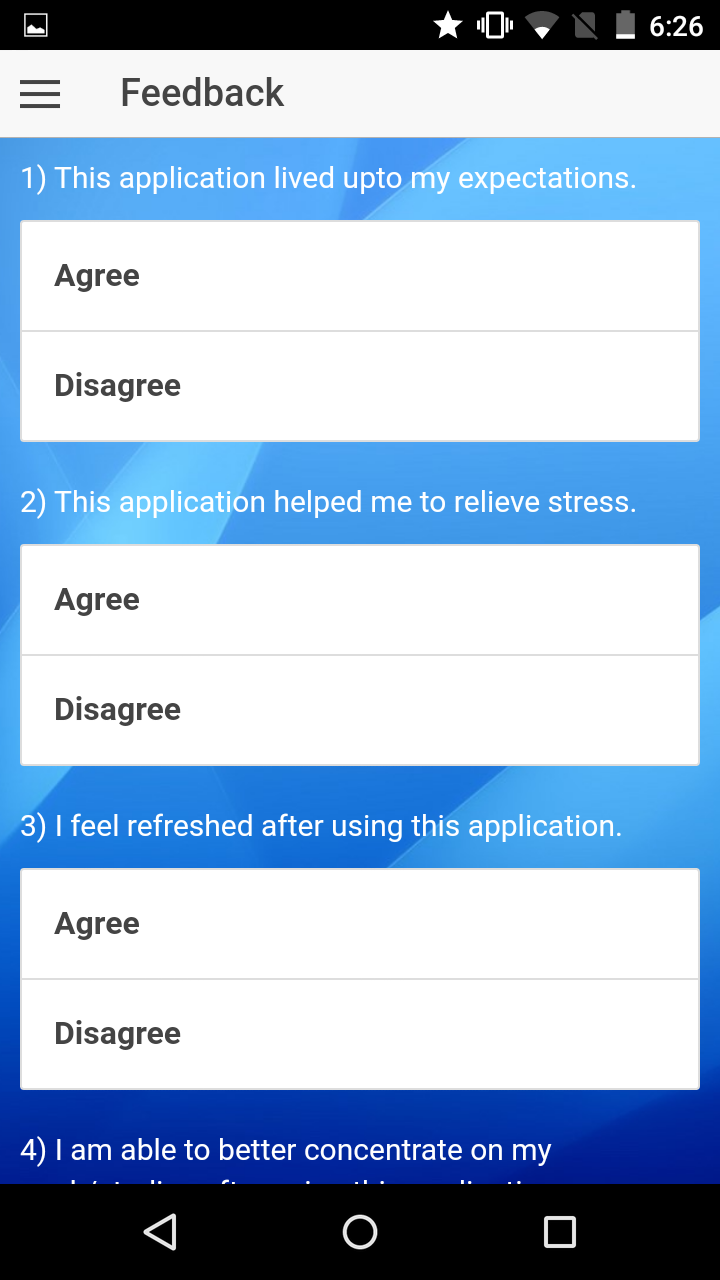 6:26
Feedback
1) This application lived upto my expectations.
Agree
Disagree
2) This application helped me to relieve stress.
Agree
Disagree
3) I feel refreshed after using this application.
Agree
Disagree
4) I am able to better concentrate on my